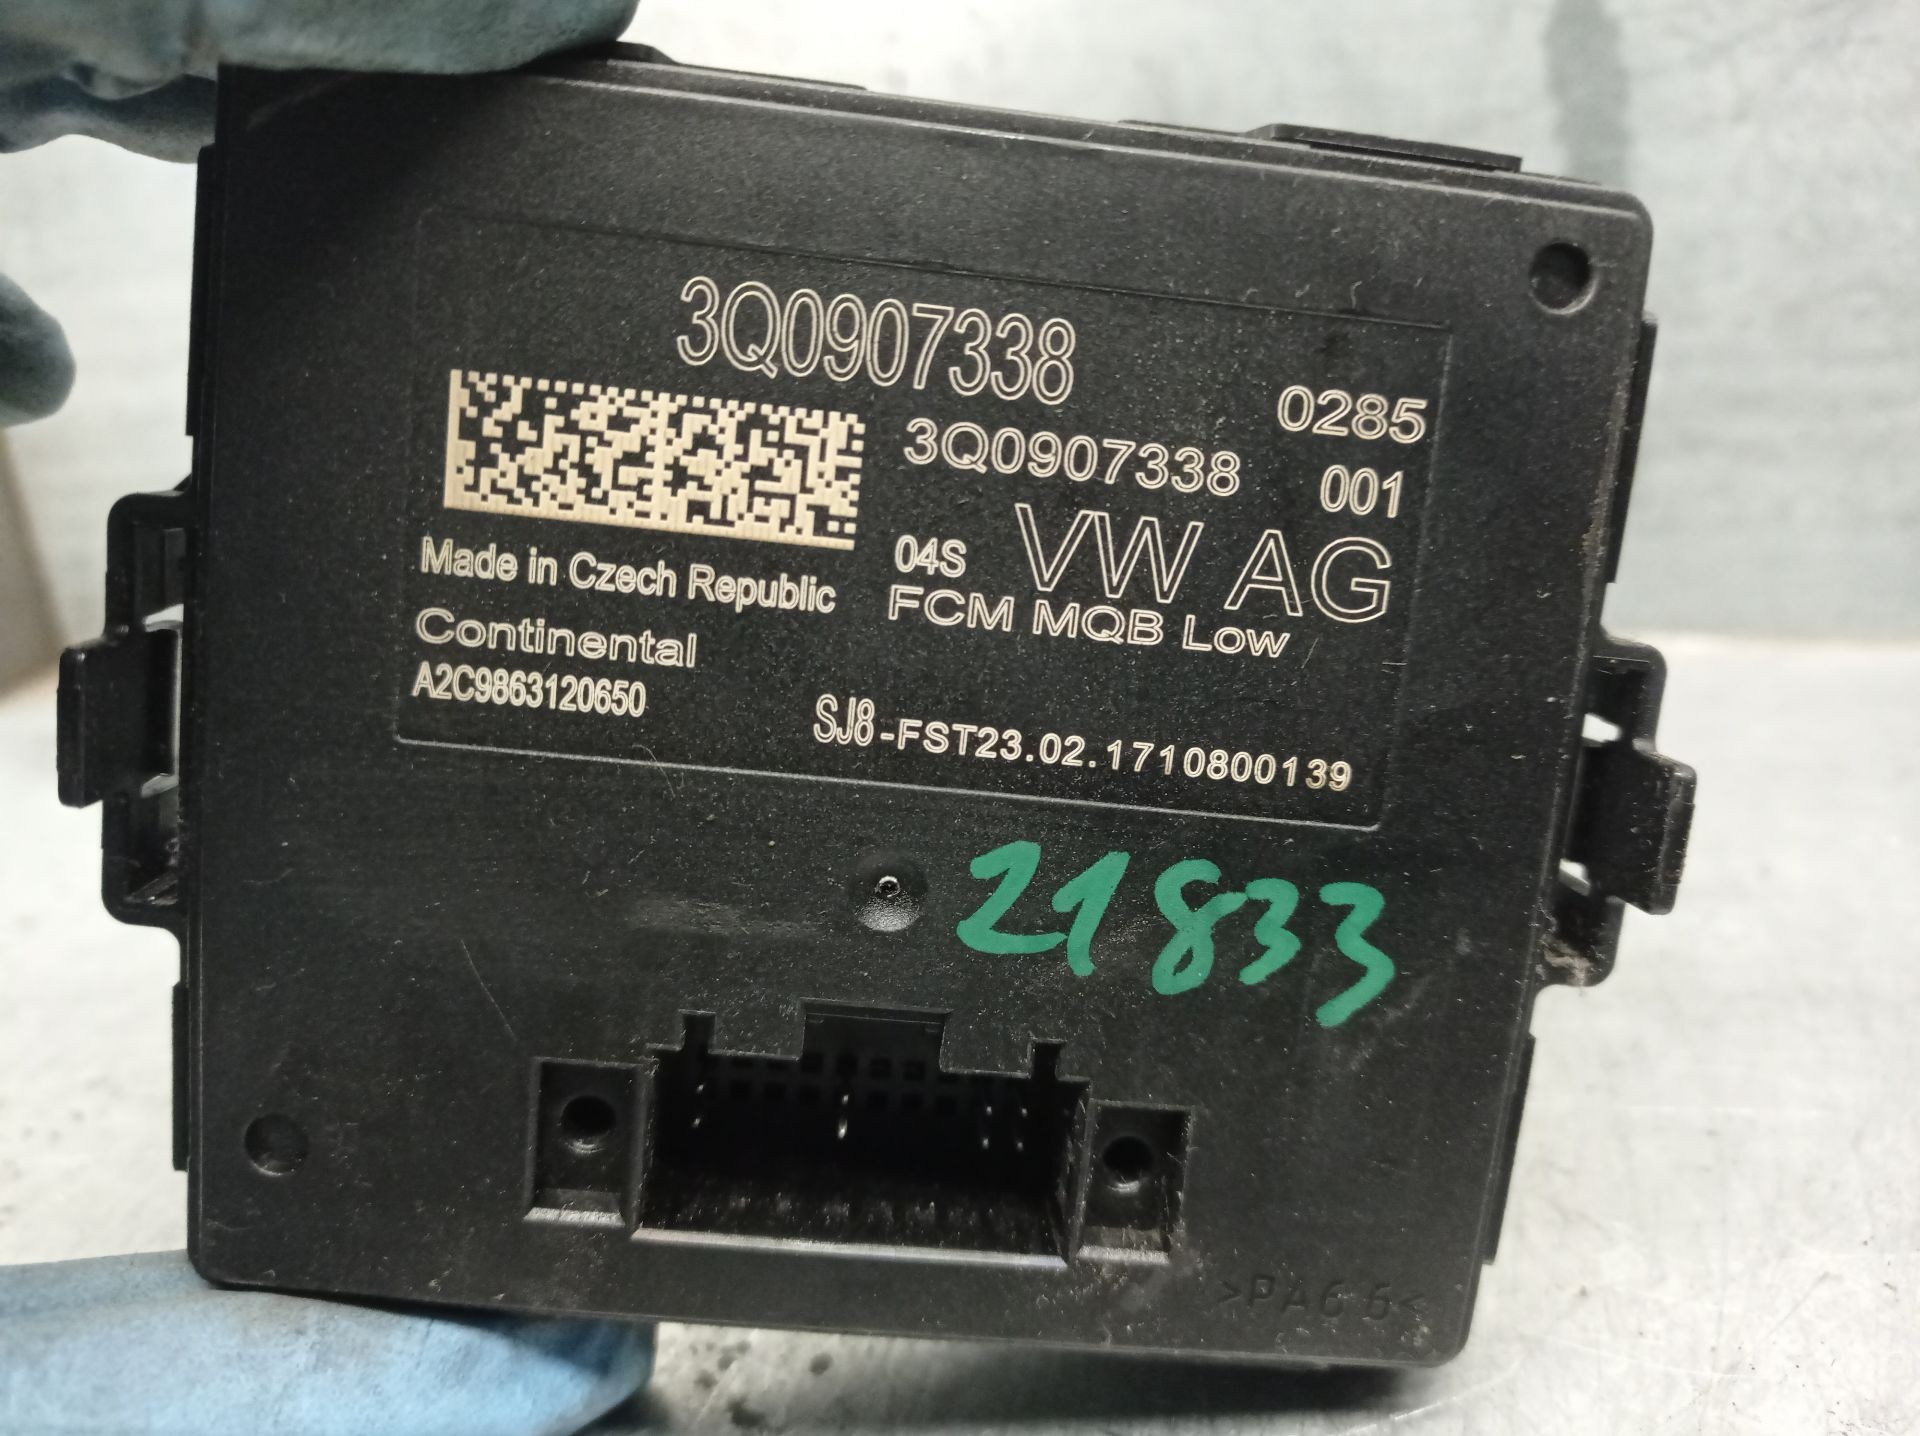 3Q0907338
0285
3Q0907338 001
04S VW AG
Made in Czech Republic
FCM MQB Low
Continental
A2C9863120650
SJ8-FST23.02.1710800139
21833
>PA66<